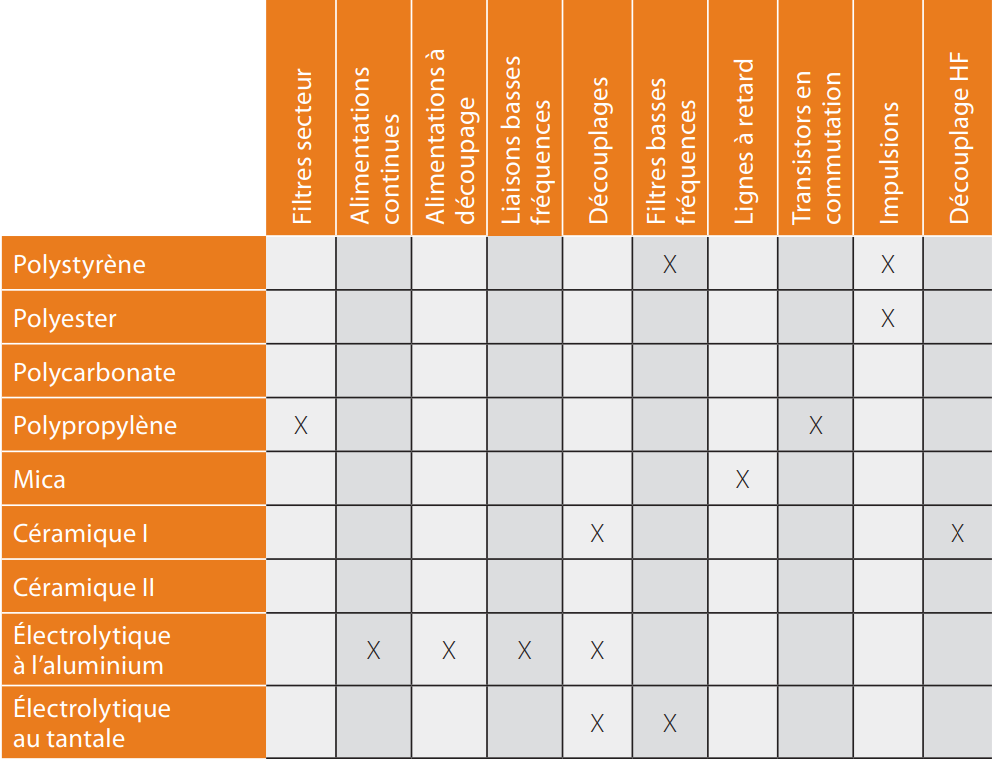 Filtres secteur
Alimentations
continues
Alimentations à
découpage
Liaisons basses
fréquences
Découplages
Filtres basses
fréquences
Lignes à retard
Transistors en
commutation
Impulsions
Découplage HF
Polystyrène X X
Polyester X
Polycarbonate
Polypropylène X X
Mica X
Céramique I X X
Céramique II
Électrolytique
à l’aluminium X X X X
Électrolytique
au tantale X X